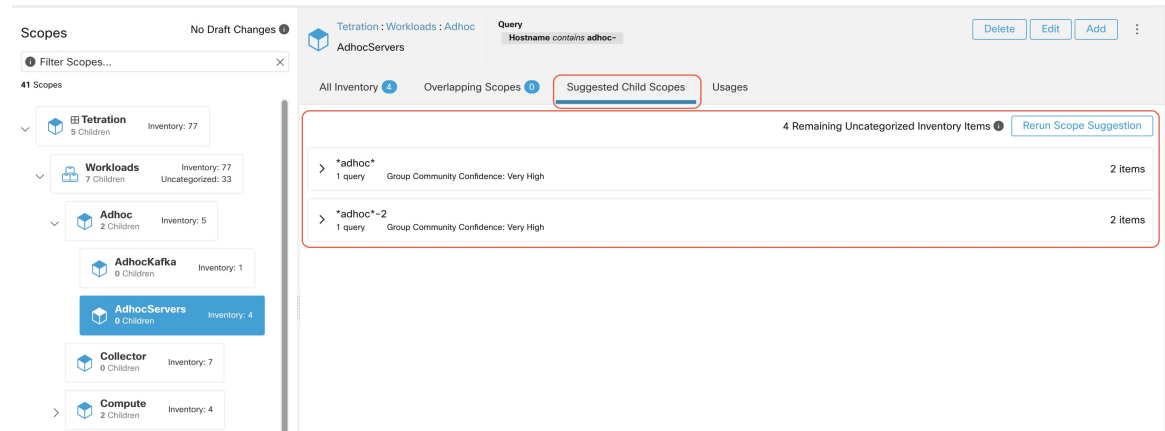 Scopes
No Draft Changes
Filter Scopes...
41 Scopes
Tetration
5 Children
Inventory: 77
Workloads
7 Children
Inventory: 77
Uncategorized: 33
Adhoc
2 Children
Inventory: 5
AdhocKafka
0 Children
Inventory: 1
AdhocServers
0 Children
Inventory: 4
Collector
0 Children
Inventory: 7
Compute
2 Children
Inventory: 4
Tetration : Workloads : Adhoc
AdhocServers
Query
Hostname contains adhoc-
Delete Edit Add
All Inventory 4 Overlapping Scopes 0 Suggested Child Scopes Usages
4 Remaining Uncategorized Inventory Items Rerun Scope Suggestion
*adhoc*
1 query Group Community Confidence: Very High
2 items
*adhoc*-2
1 query Group Community Confidence: Very High
2 items